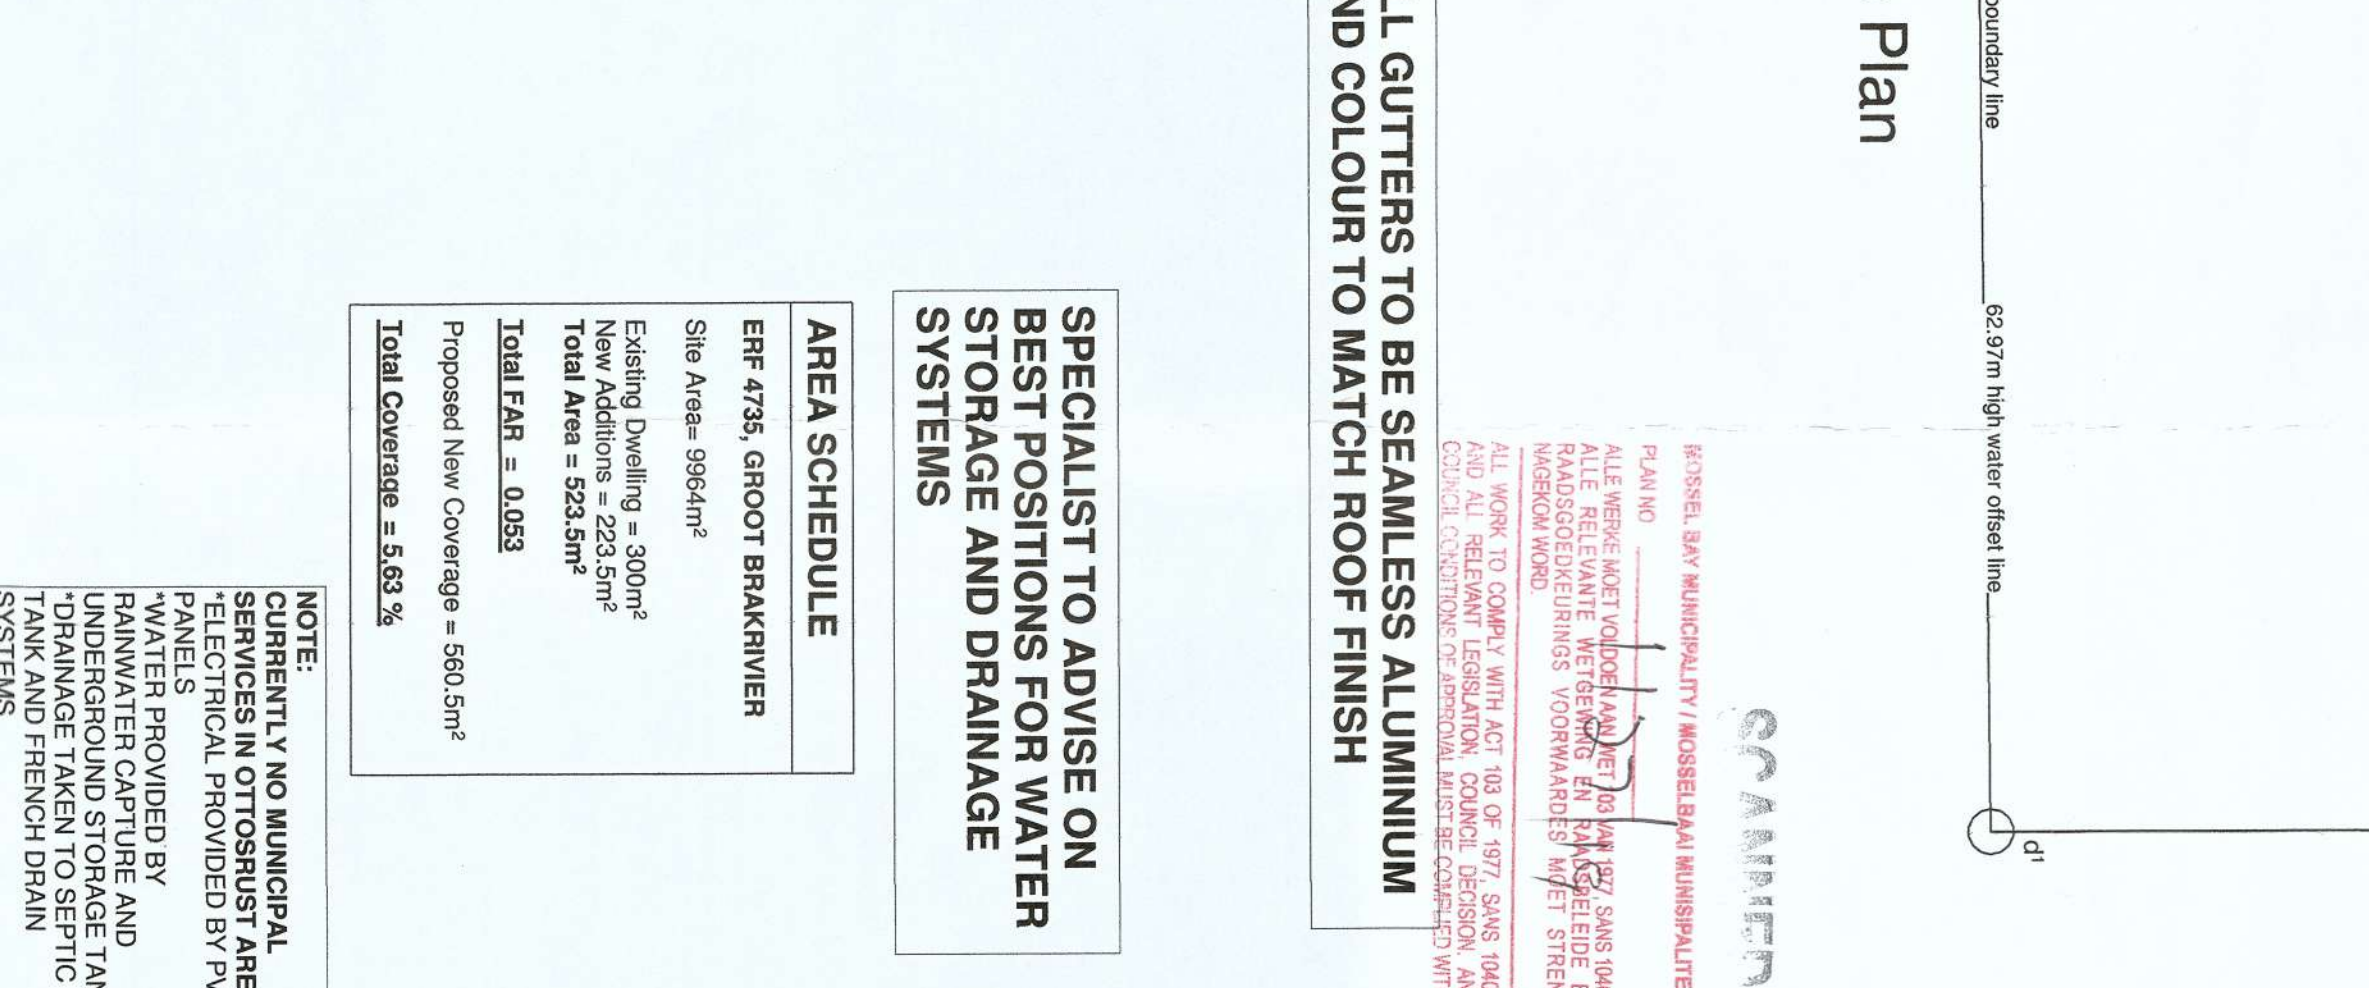 boundary line
62.97m high water offset line
d¹
Plan
SCANNED
MOSSEL BAY MUNICIPALITY / MOSSELBAAI MUNISIPALITE
PLAN NO
ALLE WERKE MOET VOLDOEN AAN WET 103 VAN 1977, SANS 104
ALLE RELEVANTE WETGEWING EN RAADSBELEIDE
RAADSGOEDKEURINGS VOORWAARDES MOET STREN
NAGEKOM WORD.
ALL WORK TO COMPLY WITH ACT 103 OF 1977, SANS 1040
AND ALL RELEVANT LEGISLATION, COUNCIL DECISION, AN
COUNCIL CONDITIONS OF APPROVAL MUST BE COMPLIED WIT
LL GUTTERS TO BE SEAMLESS ALUMINIUM
ND COLOUR TO MATCH ROOF FINISH
SPECIALIST TO ADVISE ON
BEST POSITIONS FOR WATER
STORAGE AND DRAINAGE
SYSTEMS
AREA SCHEDULE
ERF 4735, GROOT BRAKRIVIER
Site Area= 9964m²
Existing Dwelling = 300m²
New Additions = 223.5m²
Total Area = 523.5m²
Total FAR = 0.053
Proposed New Coverage = 560.5m²
Total Coverage = 5,63 %
NOTE:
CURRENTLY NO MUNICIPAL
SERVICES IN OTTOSRUST ARE
*ELECTRICAL PROVIDED BY PV
PANELS
*WATER PROVIDED BY
RAINWATER CAPTURE AND
UNDERGROUND STORAGE TAN
*DRAINAGE TAKEN TO SEPTIC
TANK AND FRENCH DRAIN
SYSTEMS